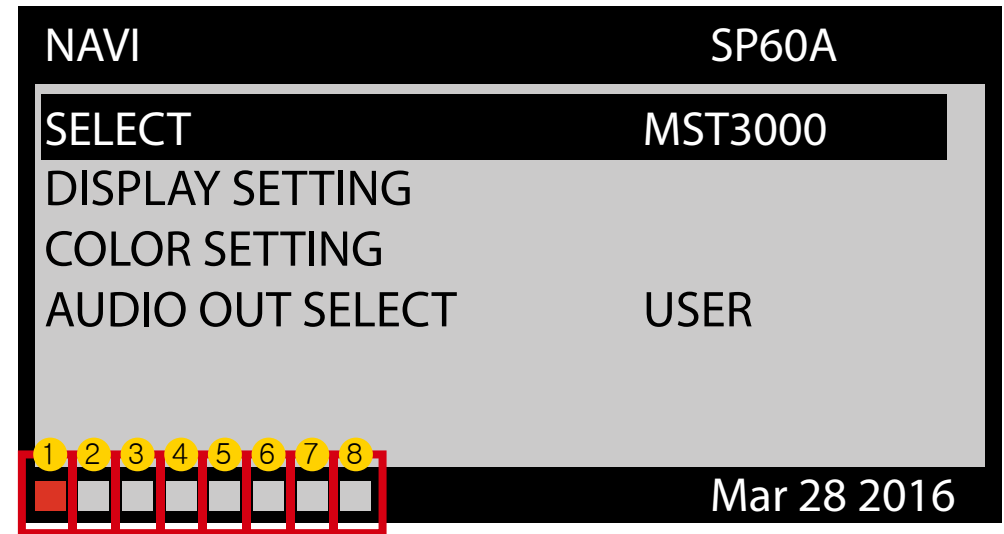 NAVI SP60A
SELECT MST3000
DISPLAY SETTING
COLOR SETTING
AUDIO OUT SELECT USER
1 2 3 4 5 6 7 8
Mar 28 2016